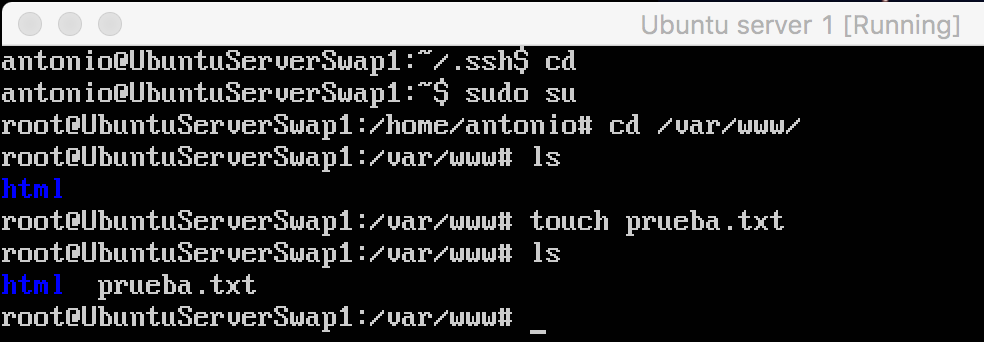 Ubuntu server 1 [Running]
antonio@UbuntuServerSwap1:~/.ssh$ cd
antonio@UbuntuServerSwap1:~$ sudo su
root@UbuntuServerSwap1:/home/antonio# cd /var/www/
root@UbuntuServerSwap1:/var/www# ls
html
root@UbuntuServerSwap1:/var/www# touch prueba.txt
root@UbuntuServerSwap1:/var/www# ls
html  prueba.txt
root@UbuntuServerSwap1:/var/www# _